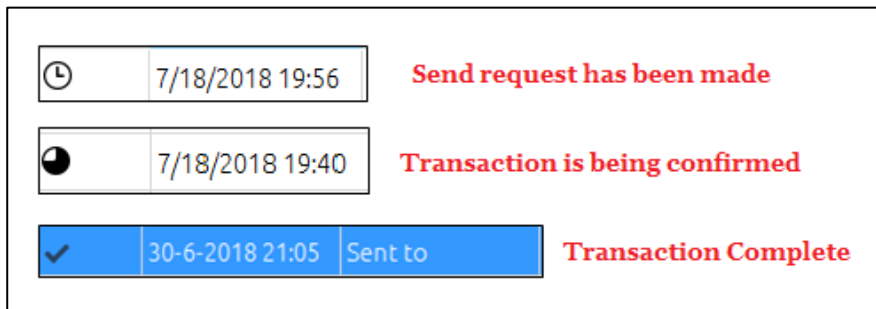 7/18/2018 19:56 Send request has been made
7/18/2018 19:40 Transaction is being confirmed
30-6-2018 21:05 Sent to Transaction Complete